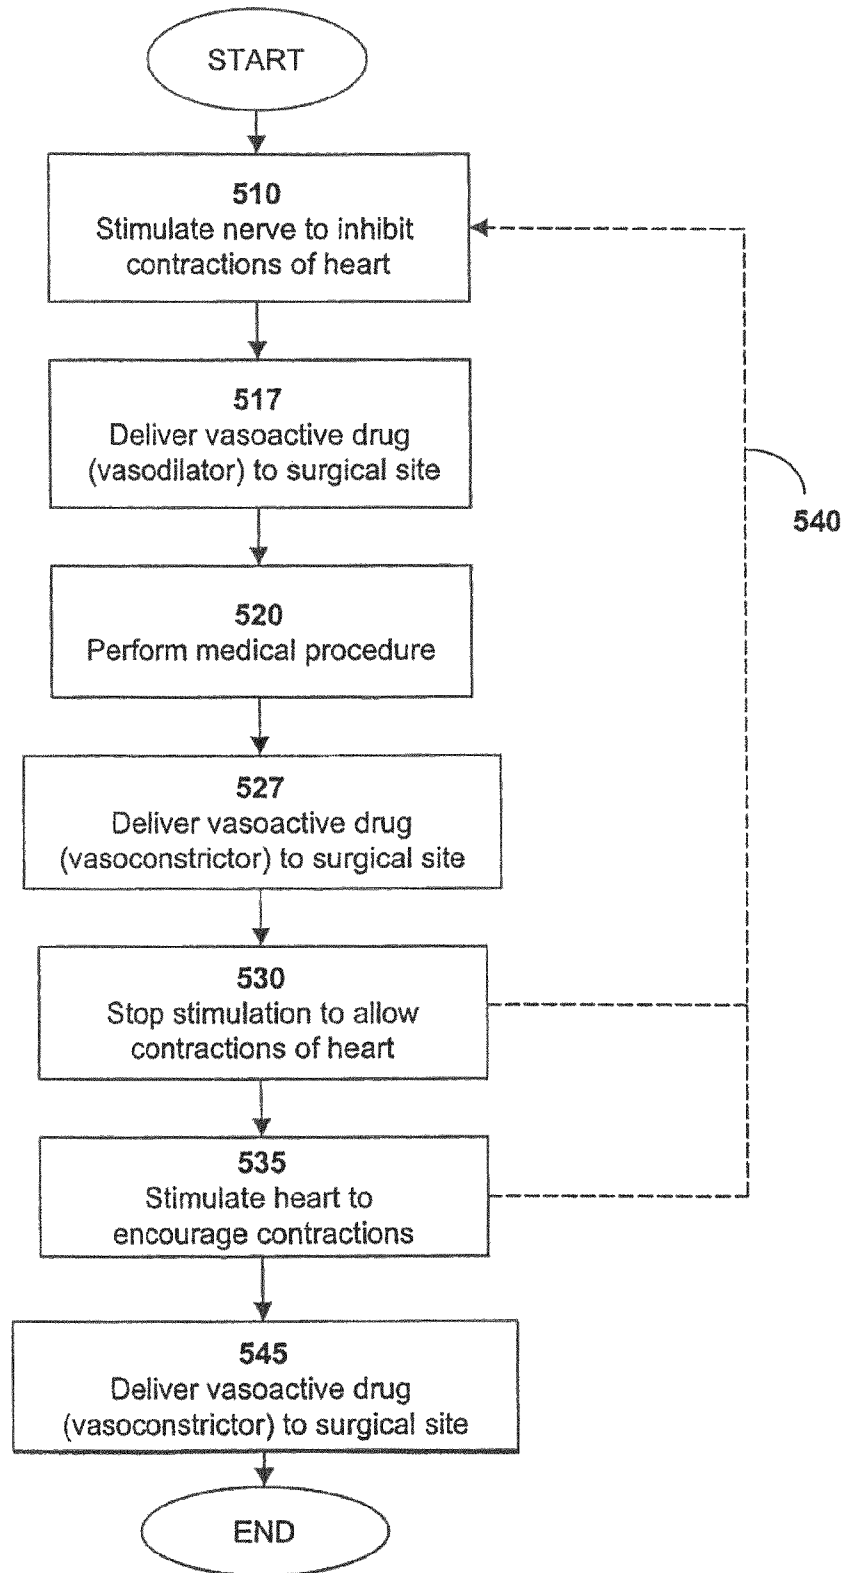 START
510
Stimulate nerve to inhibit
contractions of heart
517
Deliver vasoactive drug
(vasodilator) to surgical site
540
520
Perform medical procedure
527
Deliver vasoactive drug
(vasoconstrictor) to surgical site
530
Stop stimulation to allow
contractions of heart
535
Stimulate heart to
encourage contractions
545
Deliver vasoactive drug
(vasoconstrictor) to surgical site
END